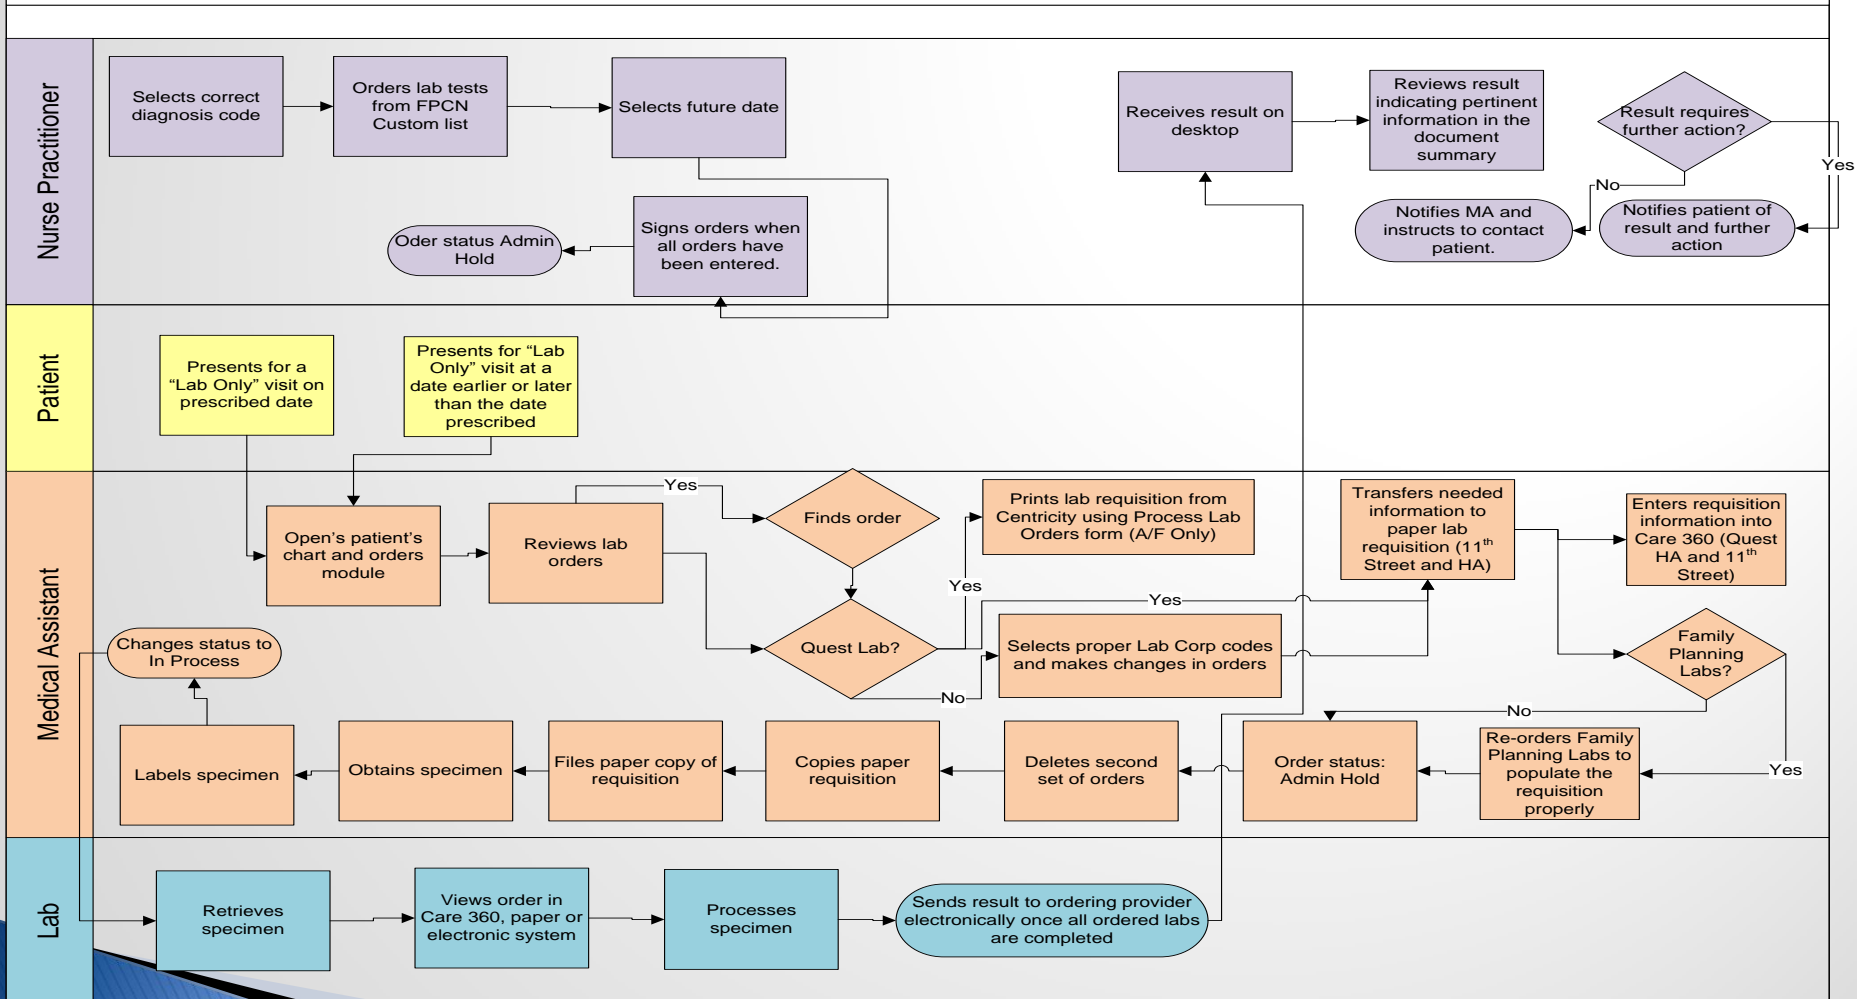 Nurse Practitioner
Selects correct
diagnosis code
Orders lab tests
from FPCN
Custom list
Selects future date
Receives result on
desktop
Reviews result
indicating pertinent
information in the
document
summary
Result requires
further action?
Yes
No
Notifies MA and
instructs to contact
patient.
Notifies patient of
result and further
action
Signs orders when
all orders have
been entered.
Oder status Admin
Hold
Patient
Presents for a
“Lab Only” visit on
prescribed date
Presents for “Lab
Only” visit at a
date earlier or later
than the date
prescribed
Medical Assistant
Open’s patient’s
chart and orders
module
Reviews lab
orders
Yes
Finds order
Quest Lab?
Yes
Prints lab requisition from
Centricity using Process Lab
Orders form (A/F Only)
Yes
No
Selects proper Lab Corp codes
and makes changes in orders
Transfers needed
information to
paper lab
requisition (11th
Street and HA)
Enters requisition
information into
Care 360 (Quest
HA and 11th
Street)
Family
Planning
Labs?
No
Yes
Re-orders Family
Planning Labs to
populate the
requisition
properly
Order status:
Admin Hold
Deletes second
set of orders
Copies paper
requisition
Files paper copy of
requisition
Obtains specimen
Labels specimen
Changes status to
In Process
Lab
Retrieves
specimen
Views order in
Care 360, paper or
electronic system
Processes
specimen
Sends result to ordering provider
electronically once all ordered labs
are completed